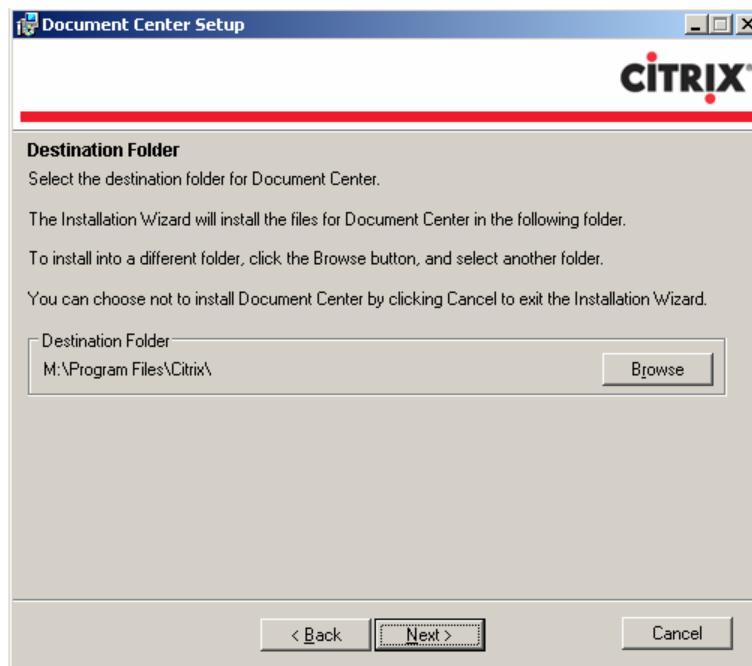 Document Center Setup
CITRIX®
Destination Folder
Select the destination folder for Document Center.
The Installation Wizard will install the files for Document Center in the following folder.
To install into a different folder, click the Browse button, and select another folder.
You can choose not to install Document Center by clicking Cancel to exit the Installation Wizard.
Destination Folder
M:\Program Files\Citrix\
Browse
< Back
Next >
Cancel